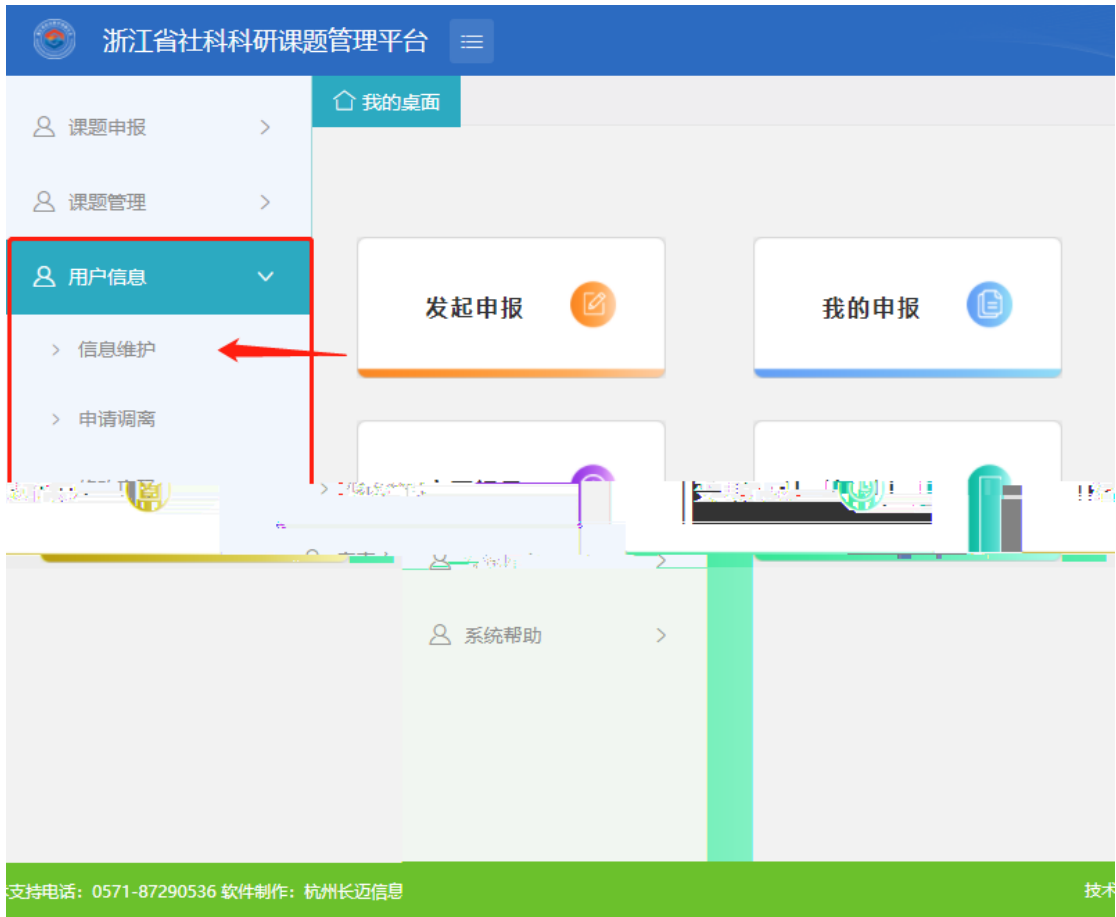 浙江省社科科研课题管理平台
我的桌面
课题申报
课题管理
用户信息
信息维护
申请调离
发起申报
我的申报
系统帮助
支持电话：0571-87290536 软件制作：杭州长迈信息
技术